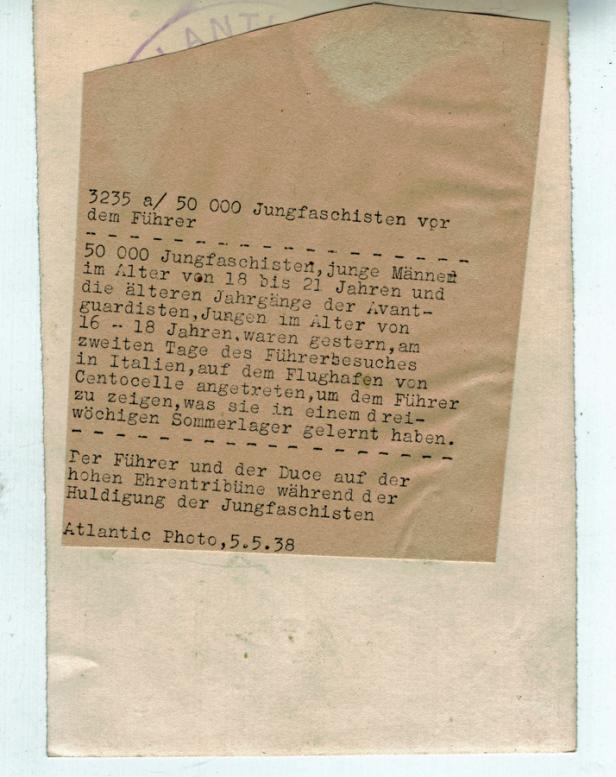 LANTI
3235 a/ 50 000 Jungfaschisten vor
dem Führer
- - - - - - - - - - - - - - - - - -
50 000 Jungfaschisten,junge Männer
im Alter von 18 bis 21 Jahren und
die älteren Jahrgänge der Avant-
guardisten,Jungen im Alter von
16 - 18 Jahren.waren gestern,am
zweiten Tage des Führerbesuches
in Italien,auf dem Flughafen von
Centocelle angetreten,um dem Führer
zu zeigen,was sie in einem drei-
wöchigen Sommerlager gelernt haben.
- - - - - - - - - - - - - - - - - -
Der Führer und der Duce auf der
hohen Ehrentribüne während der
Huldigung der Jungfaschisten
Atlantic Photo,5.5.38